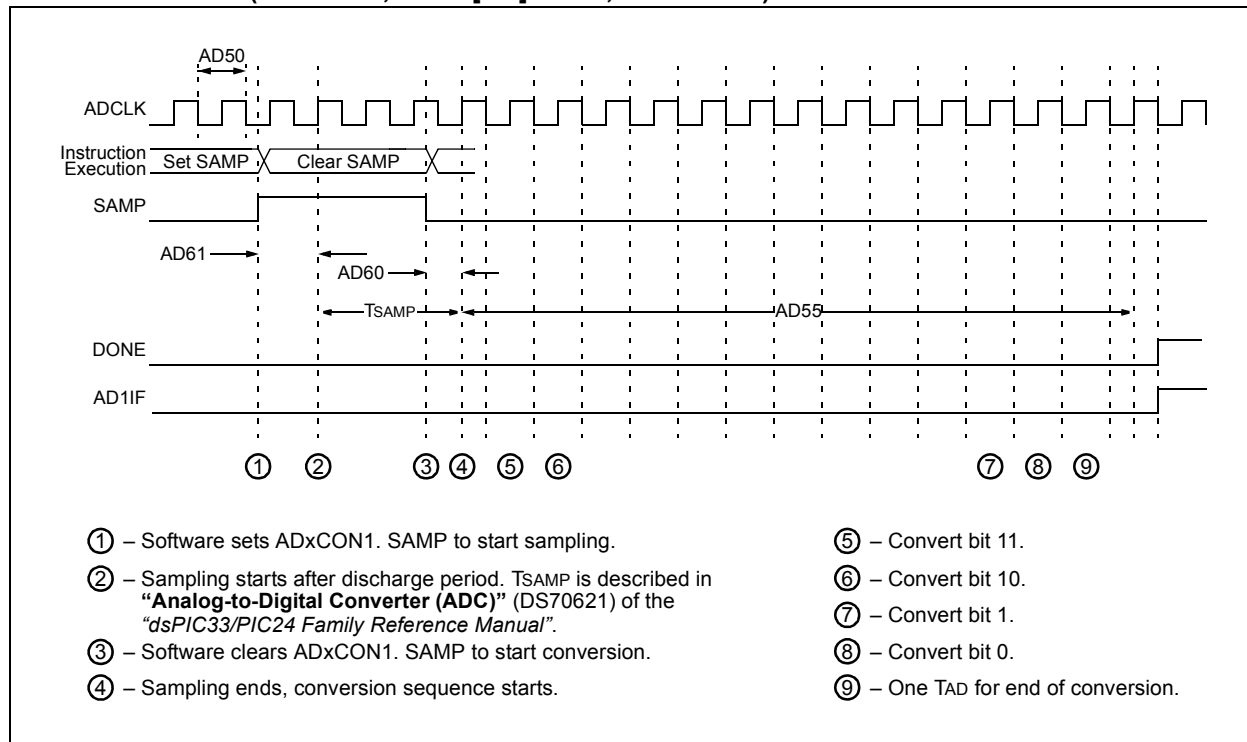 AD50
ADCLK
Instruction
Execution
Set SAMP
Clear SAMP
SAMP
AD61
AD60
TSAMP
AD55
DONE
AD1IF
1 2 3 4 5 6 7 8 9
1 – Software sets ADxCON1. SAMP to start sampling.
2 – Sampling starts after discharge period. TSAMP is described in
“Analog-to-Digital Converter (ADC)” (DS70621) of the
“dsPIC33/PIC24 Family Reference Manual”.
3 – Software clears ADxCON1. SAMP to start conversion.
4 – Sampling ends, conversion sequence starts.
5 – Convert bit 11.
6 – Convert bit 10.
7 – Convert bit 1.
8 – Convert bit 0.
9 – One TAD for end of conversion.